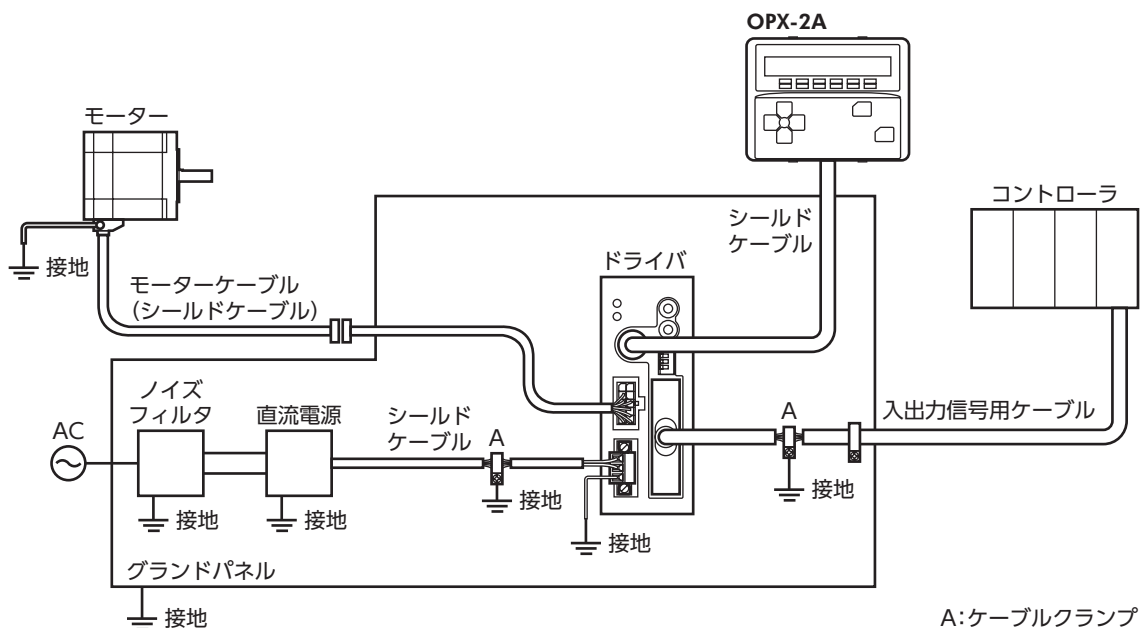 OPX-2A
モーター
接地
モーターケーブル
(シールドケーブル)
シールド
ケーブル
ドライバ
コントローラ
ノイズ
フィルタ
直流電源
シールド
ケーブル
A
A
入出力信号用ケーブル
AC
接地
接地
接地
接地
接地
グランドパネル
接地
A:ケーブルクランプ